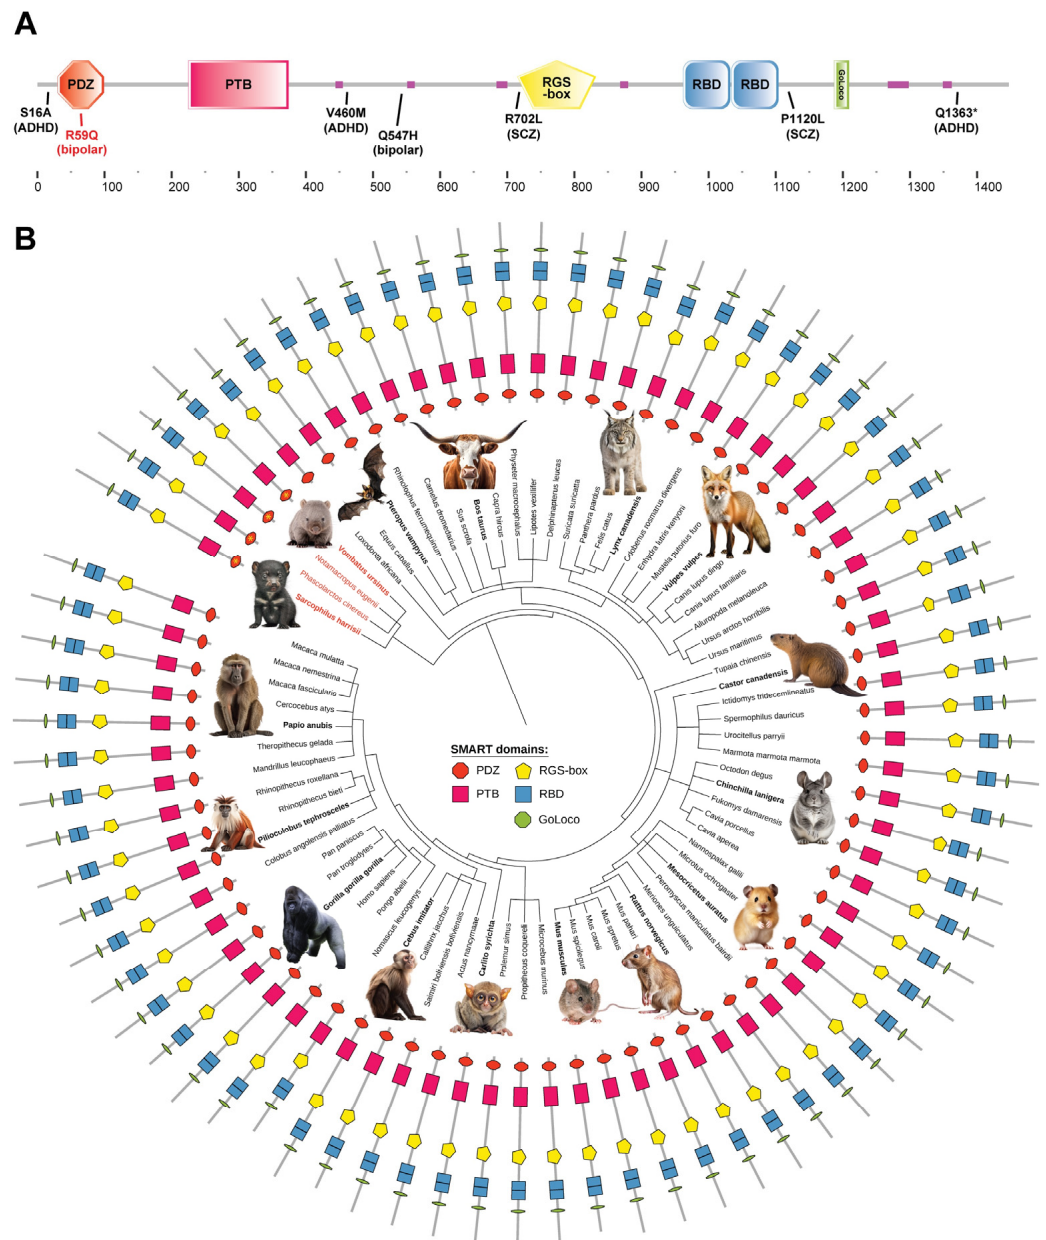 A
PDZ
PTB
RGS
-box
RBD
RBD
GoLoco
S16A
(ADHD)
R59Q
(bipolar)
V460M
(ADHD)
Q547H
(bipolar)
R702L
(SCZ)
P1120L
(SCZ)
Q1363*
(ADHD)
0 100 200 300 400 500 600 700 800 900 1000 1100 1200 1300 1400
B
Sarcophilus harrisii
Phascolarctos cinereus
Notamacropus eugenii
Vombatus ursinus
Loxodonta africana
Equus caballus
Pteropus vampyrus
Rhinolophus ferrumequinum
Camelus dromedarius
Sus scrofa
Bos taurus
Capra hircus
Physeter macrocephalus
Lipotes vexillifer
Delphinapterus leucas
Suricata suricatta
Panthera pardus
Felis catus
Lynx canadensis
Odobenus rosmarus divergens
Enhydra lutris kenyoni
Mustela putorius furo
Vulpes vulpes
Canis lupus dingo
Canis lupus familiaris
Ailuropoda melanoleuca
Ursus arctos horribilis
Ursus maritimus
Tupaia chinensis
Castor canadensis
Ictidomys tridecemlineatus
Spermophilus dauricus
Urocitellus parryii
Marmota marmota marmota
Octodon degus
Chinchilla lanigera
Fukomys damarensis
Cavia porcellus
Cavia aperea
Nannospalax galili
Microtus ochrogaster
Mesocricetus auratus
Peromyscus maniculatus bairdii
Meriones unguiculatus
Rattus norvegicus
Mus pahari
Mus spretus
Mus caroli
Mus spicilegus
Mus musculus
Microcebus murinus
Propithecus coquereli
Prolemur simus
Carlito syrichta
Aotus nancymaae
Saimiri boliviensis boliviensis
Callithrix jacchus
Cebus imitator
Nomascus leucogenys
Pongo abelii
Homo sapiens
Gorilla gorilla gorilla
Pan troglodytes
Pan paniscus
Colobus angolensis palliatus
Piliocolobus tephrosceles
Rhinopithecus bieti
Rhinopithecus roxellana
Mandrillus leucophaeus
Theropithecus gelada
Papio anubis
Cercocebus atys
Macaca fascicularis
Macaca nemestrina
Macaca mulatta
SMART domains:
PDZ
RGS-box
PTB
RBD
GoLoco